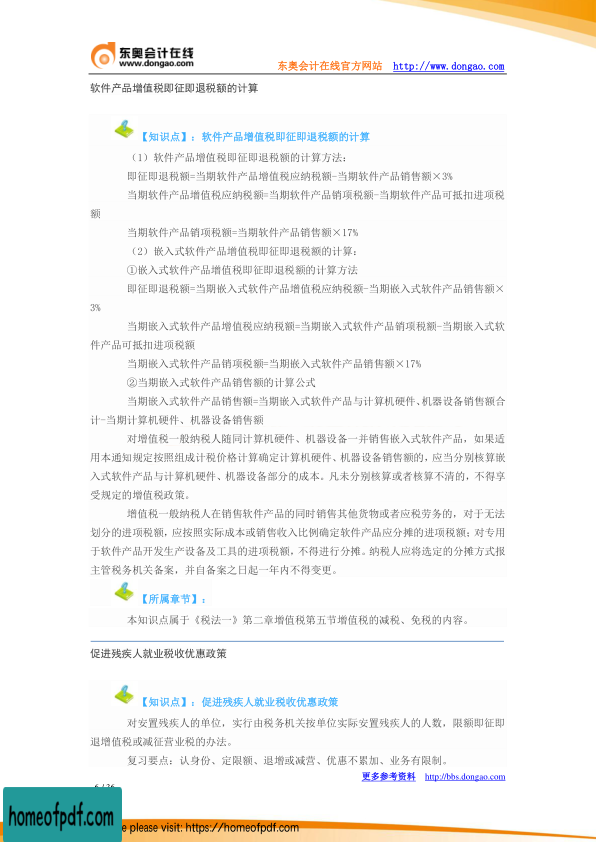 东奥会计在线
www.dongao.com
东奥会计在线官方网站 http://www.dongao.com
软件产品增值税即征即退税额的计算
【知识点】：软件产品增值税即征即退税额的计算
（1）软件产品增值税即征即退税额的计算方法：
即征即退税额=当期软件产品增值税应纳税额-当期软件产品销售额×3%
当期软件产品增值税应纳税额=当期软件产品销项税额-当期软件产品可抵扣进项税
额
当期软件产品销项税额=当期软件产品销售额×17%
（2）嵌入式软件产品增值税即征即退税额的计算：
①嵌入式软件产品增值税即征即退税额的计算方法
即征即退税额=当期嵌入式软件产品增值税应纳税额-当期嵌入式软件产品销售额×
3%
当期嵌入式软件产品增值税应纳税额=当期嵌入式软件产品销项税额-当期嵌入式软
件产品可抵扣进项税额
当期嵌入式软件产品销项税额=当期嵌入式软件产品销售额×17%
②当期嵌入式软件产品销售额的计算公式
当期嵌入式软件产品销售额=当期嵌入式软件产品与计算机硬件、机器设备销售额合
计-当期计算机硬件、机器设备销售额
对增值税一般纳税人随同计算机硬件、机器设备一并销售嵌入式软件产品，如果适
用本通知规定按照组成计税价格计算确定计算机硬件、机器设备销售额的，应当分别核算嵌
入式软件产品与计算机硬件、机器设备部分的成本。凡未分别核算或者核算不清的，不得享
受规定的增值税政策。
增值税一般纳税人在销售软件产品的同时销售其他货物或者应税劳务的，对于无法
划分的进项税额，应按照实际成本或销售收入比例确定软件产品应分摊的进项税额；对专用
于软件产品开发生产设备及工具的进项税额，不得进行分摊。纳税人应将选定的分摊方式报
主管税务机关备案，并自备案之日起一年内不得变更。
【所属章节】：
本知识点属于《税法一》第二章增值税第五节增值税的减税、免税的内容。
促进残疾人就业税收优惠政策
【知识点】：促进残疾人就业税收优惠政策
对安置残疾人的单位，实行由税务机关按单位实际安置残疾人的人数，限额即征即
退增值税或减征营业税的办法。
复习要点：认身份、定限额、退增或减营、优惠不累加、业务有限制。
更多参考资料 http://bbs.dongao.com
homeofpdf.com
please visit: https://homeofpdf.com